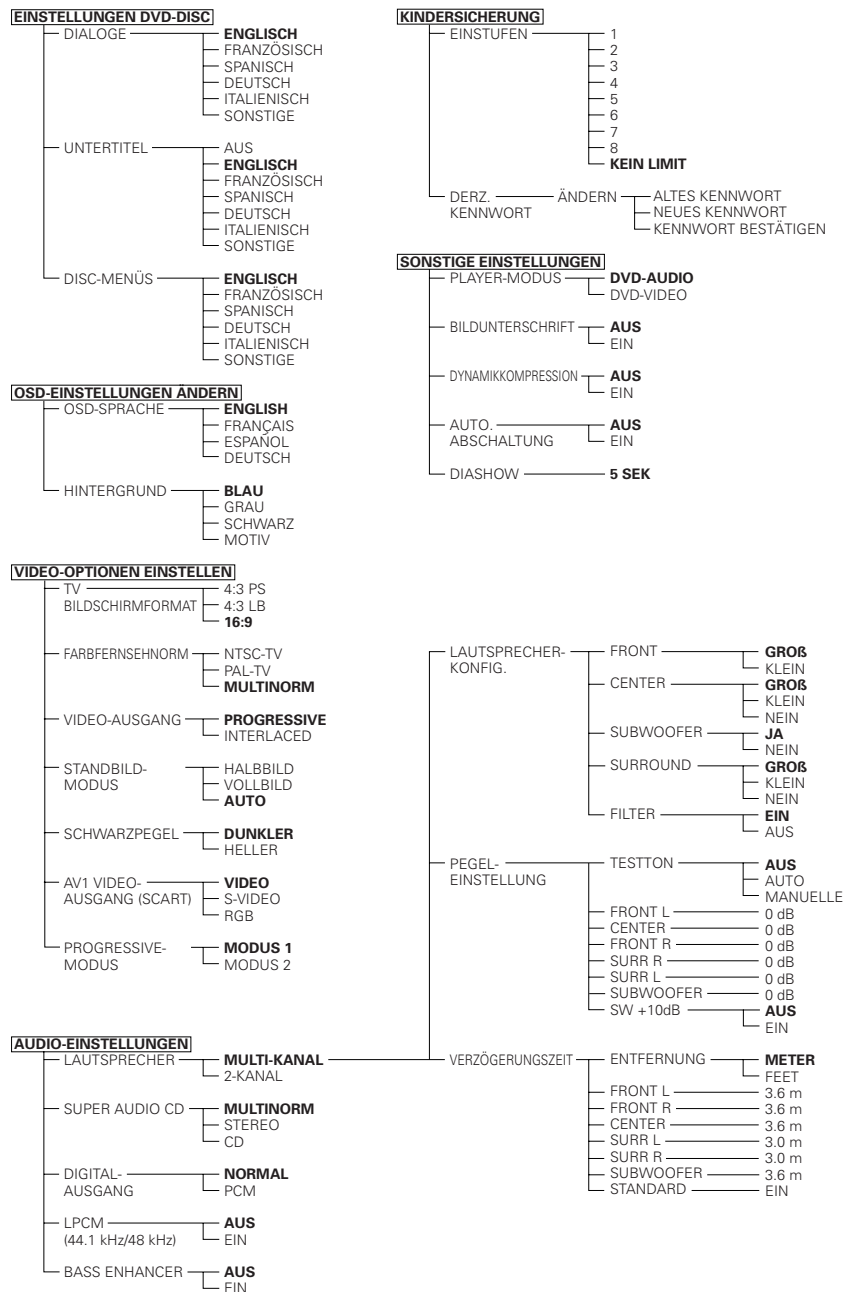 EINSTELLUNGEN DVD-DISC
DIALOGE
ENGLISCH
FRANZÖSISCH
SPANISCH
DEUTSCH
ITALIENISCH
SONSTIGE
UNTERTITEL
AUS
ENGLISCH
FRANZÖSISCH
SPANISCH
DEUTSCH
ITALIENISCH
SONSTIGE
DISC-MENÜS
ENGLISCH
FRANZÖSISCH
SPANISCH
DEUTSCH
ITALIENISCH
SONSTIGE
OSD-EINSTELLUNGEN ÄNDERN
OSD-SPRACHE
ENGLISH
FRANÇAIS
ESPAÑOL
DEUTSCH
HINTERGRUND
BLAU
GRAU
SCHWARZ
MOTIV
VIDEO-OPTIONEN EINSTELLEN
TV
BILDSCHIRMFORMAT
4:3 PS
4:3 LB
16:9
FARBFERNSEHNORM
NTSC-TV
PAL-TV
MULTINORM
VIDEO-AUSGANG
PROGRESSIVE
INTERLACED
STANDBILD-
MODUS
HALBBILD
VOLLBILD
AUTO
SCHWARZPEGEL
DUNKLER
HELLER
AV1 VIDEO-
AUSGANG (SCART)
VIDEO
S-VIDEO
RGB
PROGRESSIVE-
MODUS
MODUS 1
MODUS 2
AUDIO-EINSTELLUNGEN
LAUTSPRECHER
MULTI-KANAL
2-KANAL
SUPER AUDIO CD
MULTINORM
STEREO
CD
DIGITAL-
AUSGANG
NORMAL
PCM
LPCM
(44.1 kHz/48 kHz)
AUS
EIN
BASS ENHANCER
AUS
EIN
KINDERSICHERUNG
EINSTUFEN
1
2
3
4
5
6
7
8
KEIN LIMIT
DERZ.
KENNWORT
ÄNDERN
ALTES KENNWORT
NEUES KENNWORT
KENNWORT BESTÄTIGEN
SONSTIGE EINSTELLUNGEN
PLAYER-MODUS
DVD-AUDIO
DVD-VIDEO
BILDUNTERSCHRIFT
AUS
EIN
DYNAMIKKOMPRESSION
AUS
EIN
AUTO.
ABSCHALTUNG
AUS
EIN
DIASHOW
5 SEK
LAUTSPRECHER-
KONFIG.
FRONT
GROß
KLEIN
CENTER
GROß
KLEIN
NEIN
SUBWOOFER
JA
NEIN
SURROUND
GROß
KLEIN
NEIN
FILTER
EIN
AUS
PEGEL-
EINSTELLUNG
TESTTON
AUS
AUTO
MANUELLE
FRONT L 0 dB
CENTER 0 dB
FRONT R 0 dB
SURR R 0 dB
SURR L 0 dB
SUBWOOFER 0 dB
SW +10dB
AUS
EIN
VERZÖGERUNGSZEIT
ENTFERNUNG
METER
FEET
FRONT L 3.6 m
FRONT R 3.6 m
CENTER 3.6 m
SURR L 3.0 m
SURR R 3.0 m
SUBWOOFER 3.6 m
STANDARD EIN